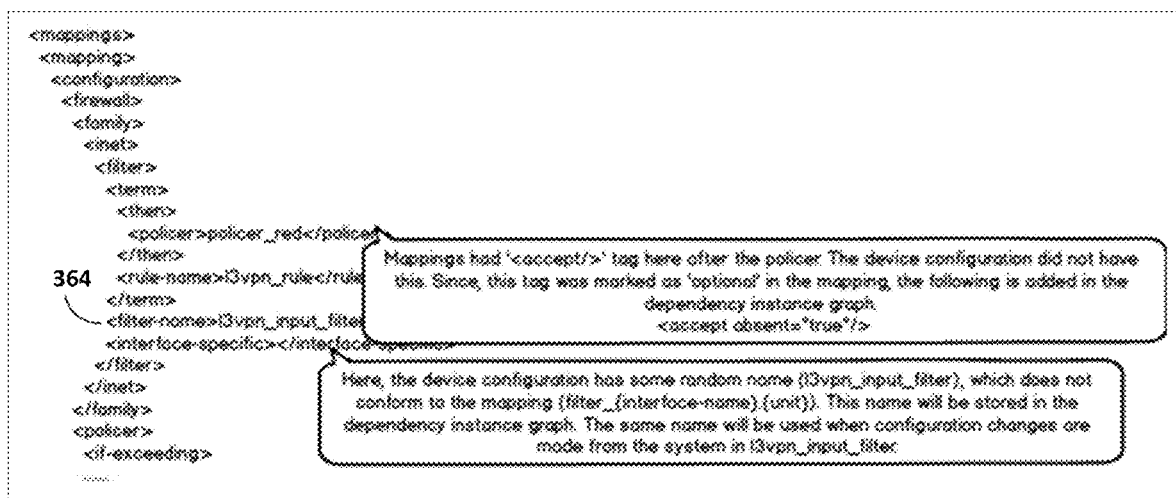 <mappings>
<mapping>
<configuration>
<firewall>
<family>
<inet>
<filter>
<term>
<then>
<policer>policer_red</policer
</then>
<rule-name>l3vpn_rule</rule
364
</term>
<filter-name>l3vpn_input_filter
<interface-specific></interface-specific>
</filter>
</inet>
</family>
<policer>
<if-exceeding>
......
Mappings had '<accept/>' tag here after the policer. The device configuration did not have
this. Since, this tag was marked as 'optional' in the mapping, the following is added in the
dependency instance graph.
<accept absent="true"/>
Here, the device configuration has some random name (l3vpn_input_filter), which does not
conform to the mapping (filter_{interface-name}.{unit}). This name will be stored in the
dependency instance graph. The same name will be used when configuration changes are
made from the system in l3vpn_input_filter